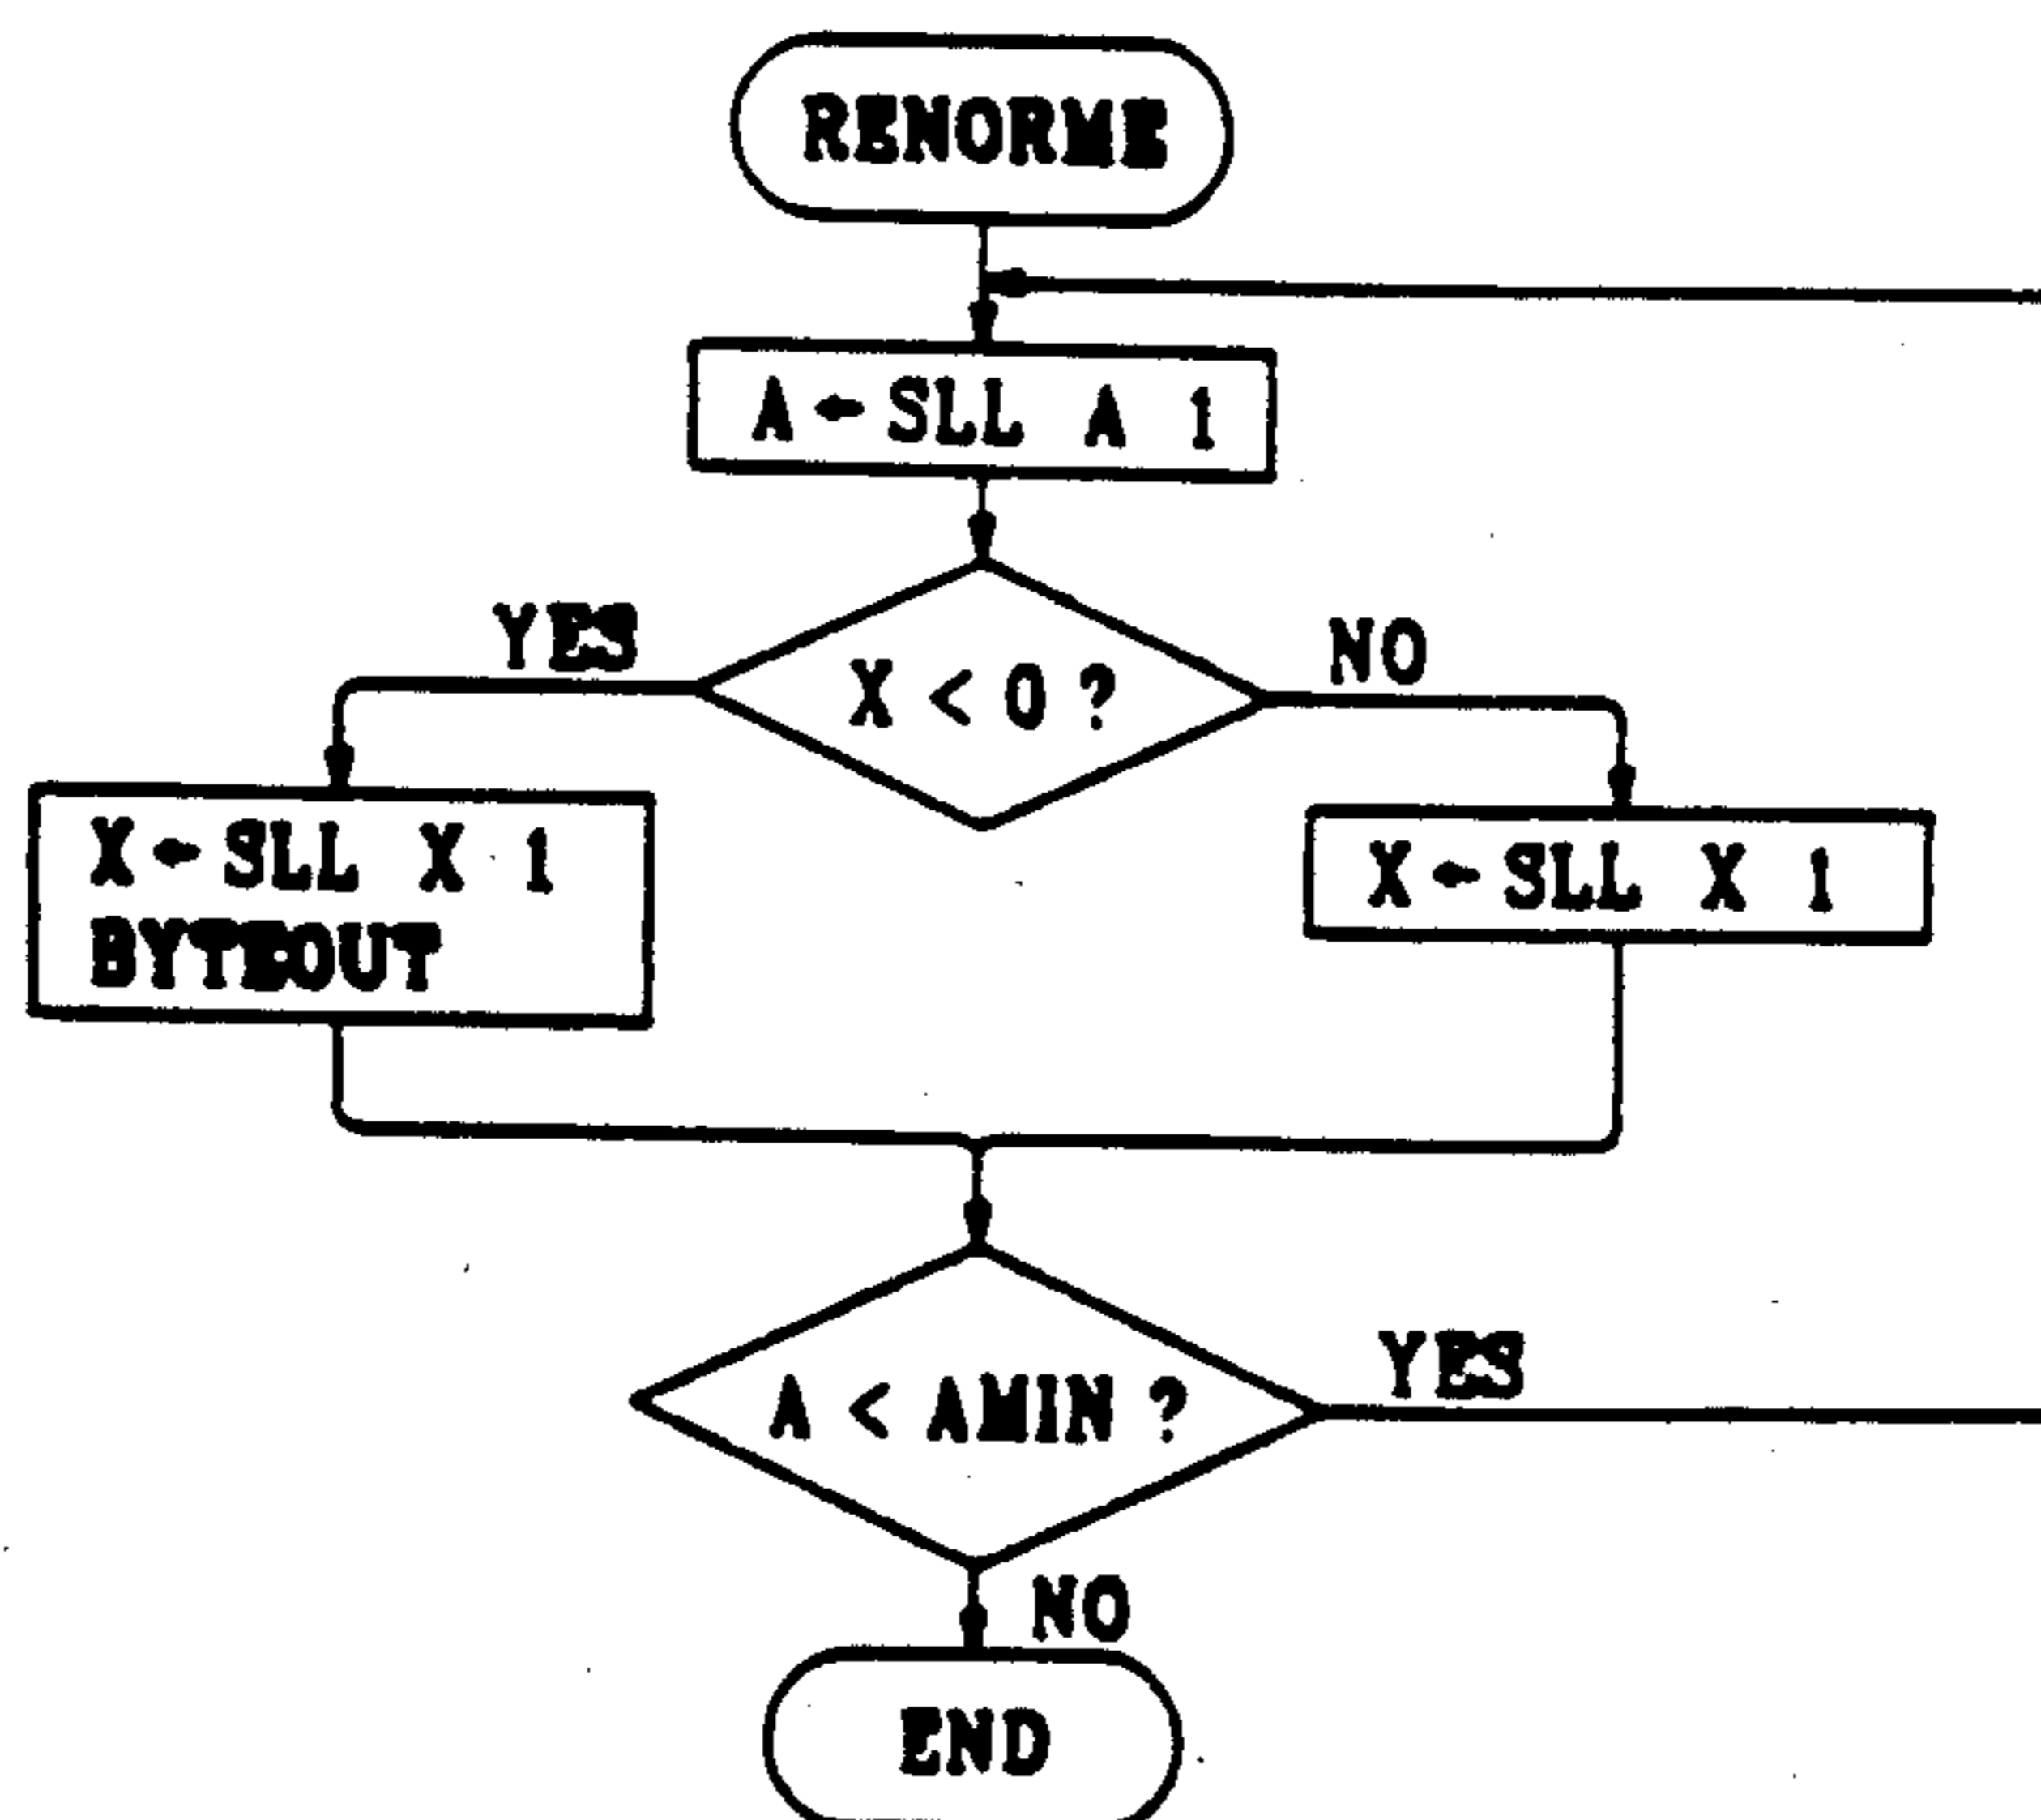 RENORME
A ← SLL A 1
X < 0 ?
YES
NO
X ← SLL X 1
BYTEOUT
X ← SLL X 1
A < AMIN ?
YES
NO
END